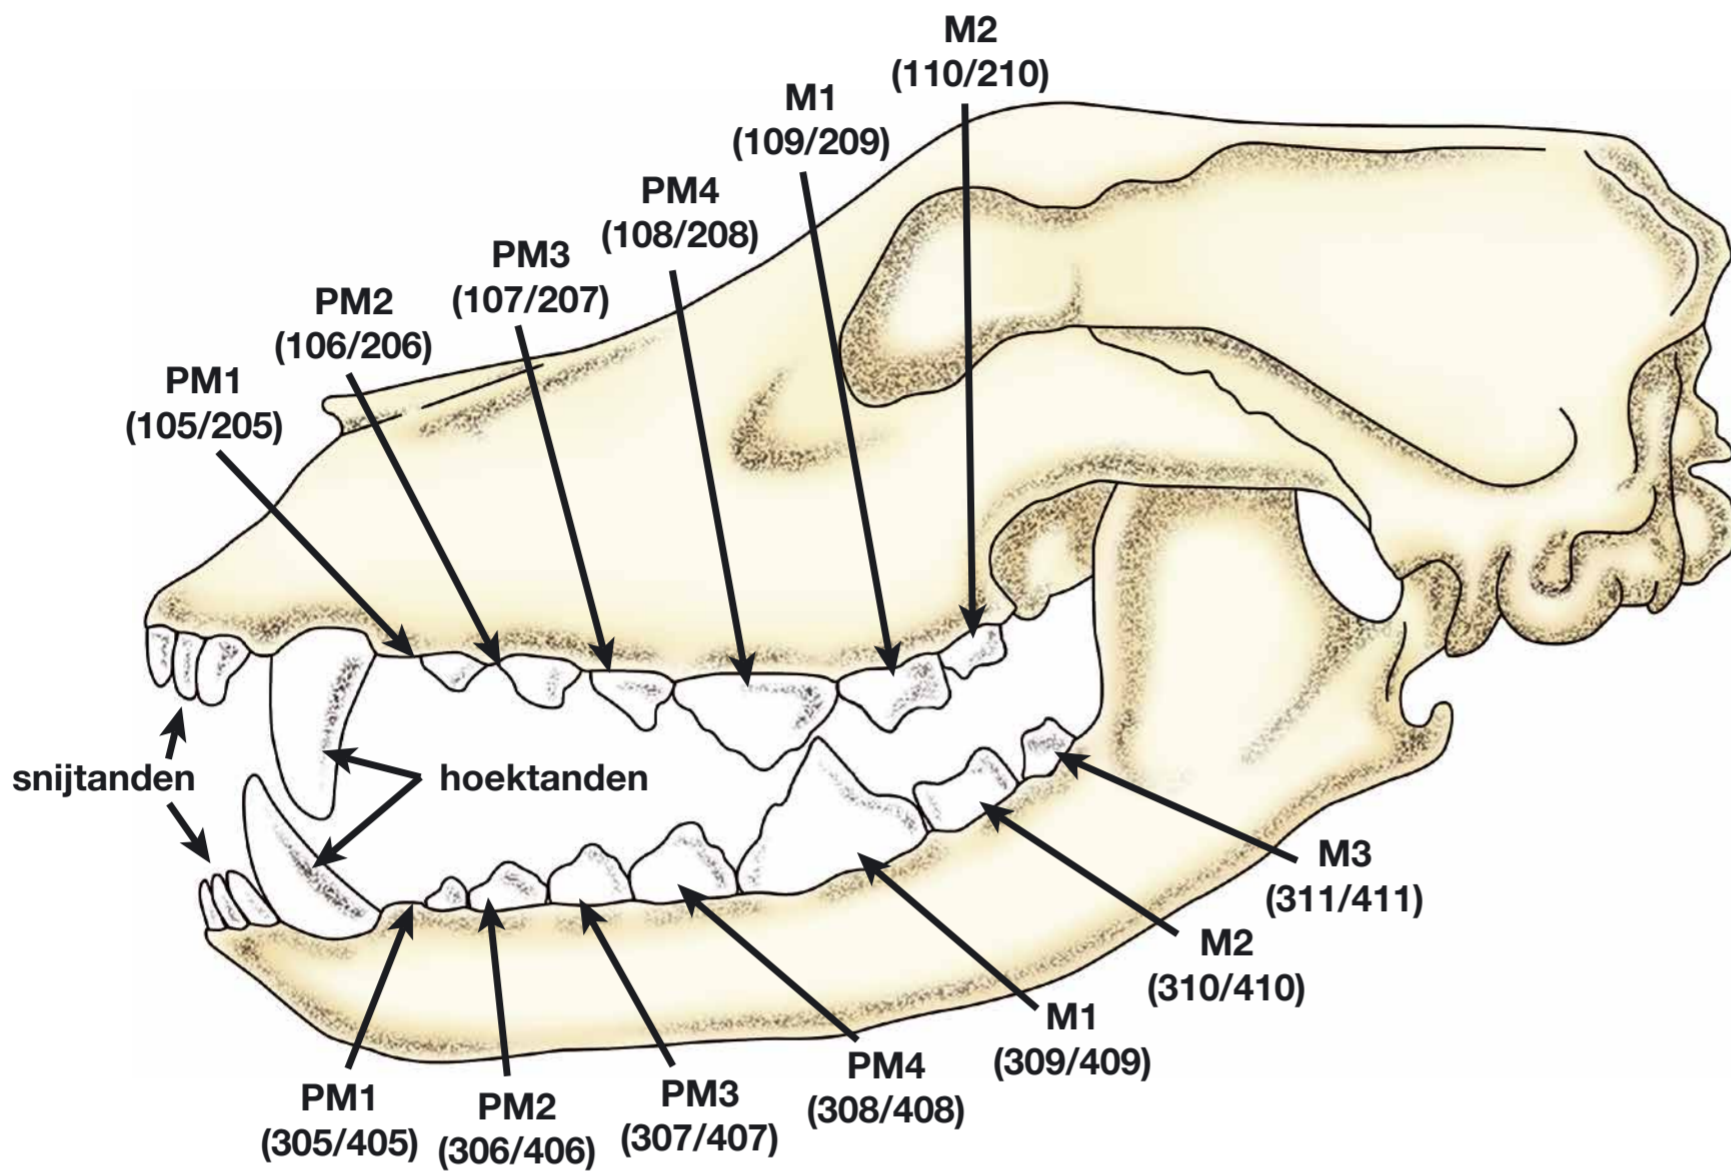 M2
(110/210)
M1
(109/209)
PM4
(108/208)
PM3
(107/207)
PM2
(106/206)
PM1
(105/205)
snijtanden
hoektanden
M3
(311/411)
M2
(310/410)
M1
(309/409)
PM4
(308/408)
PM3
(307/407)
PM2
(306/406)
PM1
(305/405)